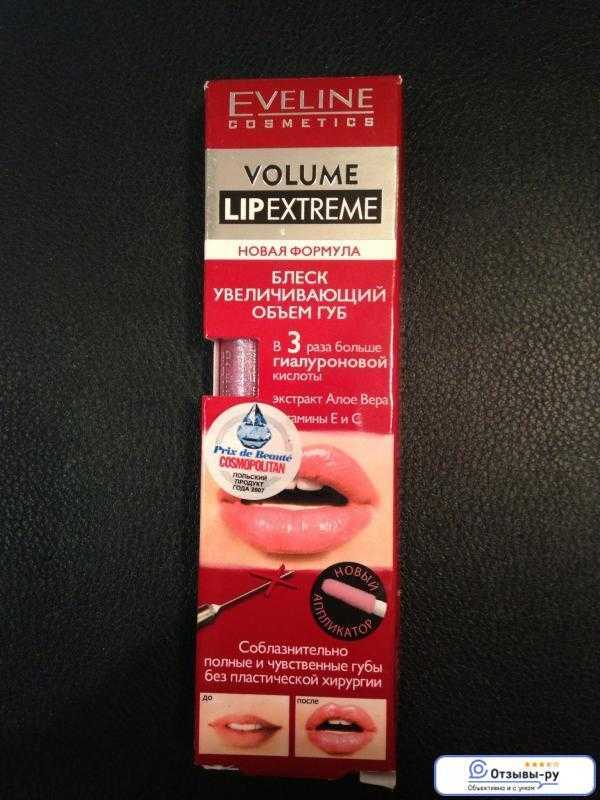 EVELINE
COSMETICS
VOLUME
LIPEXTREME
НОВАЯ ФОРМУЛА
БЛЕСК
УВЕЛИЧИВАЮЩИЙ
ОБЪЕМ ГУБ
В 3 раза больше
гиалуроновой
кислоты
экстракт Алое Вера
Е и С
Prix de Beauté
COSMOPOLITAN
ПОЛЬСКИЙ
ПРОДУКТ
ГОДА 2007
НОВЫЙ
АППЛИКАТОР
Соблазнительно
полные и чувственные губы
без пластической хирургии
до
после
Отзывы-ру
Объективно и с умом